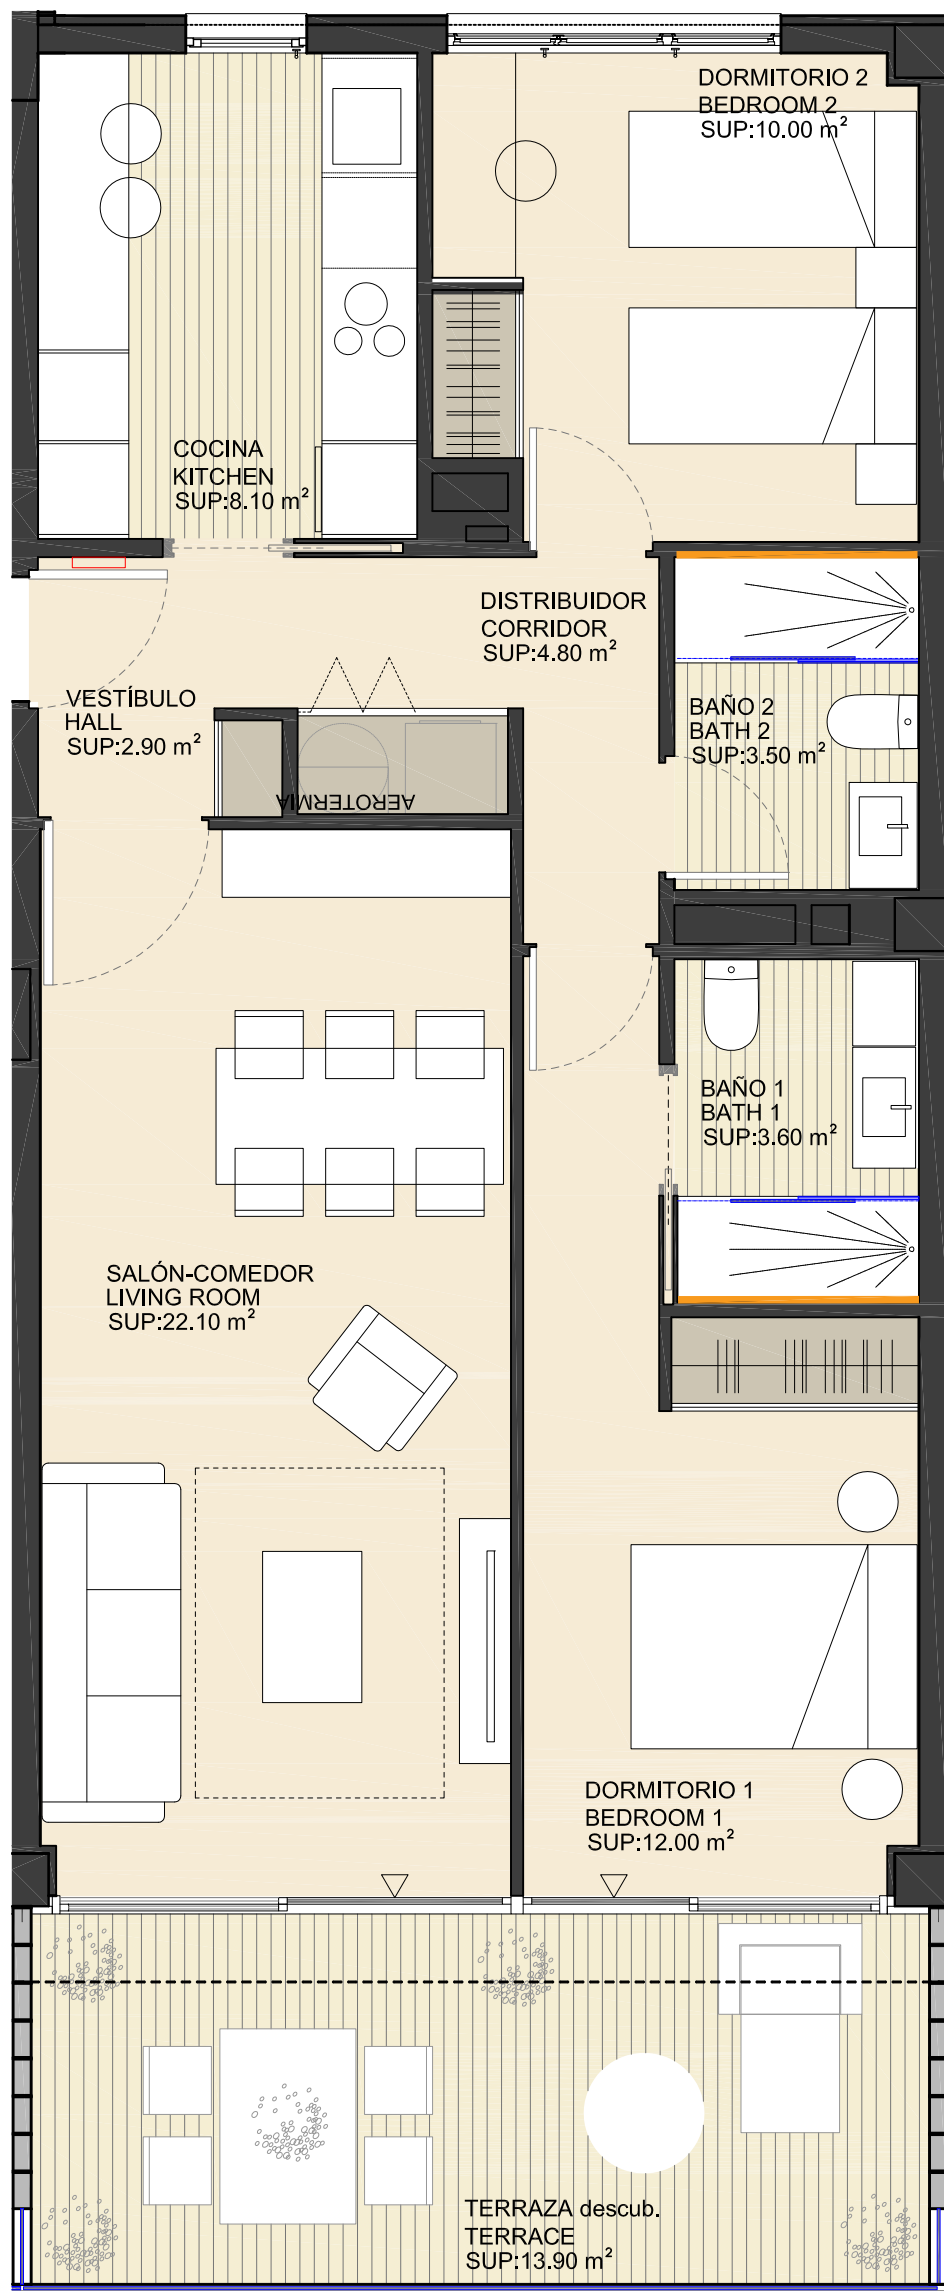 DORMITORIO 2
BEDROOM 2
SUP:10.00 m²
COCINA
KITCHEN
SUP:8.10 m²
DISTRIBUIDOR
CORRIDOR
SUP:4.80 m²
VESTÍBULO
HALL
SUP:2.90 m²
BAÑO 2
BATH 2
SUP:3.50 m²
AEROTERMIA
BAÑO 1
BATH 1
SUP:3.60 m²
SALÓN-COMEDOR
LIVING ROOM
SUP:22.10 m²
DORMITORIO 1
BEDROOM 1
SUP:12.00 m²
TERRAZA descub.
TERRACE
SUP:13.90 m²